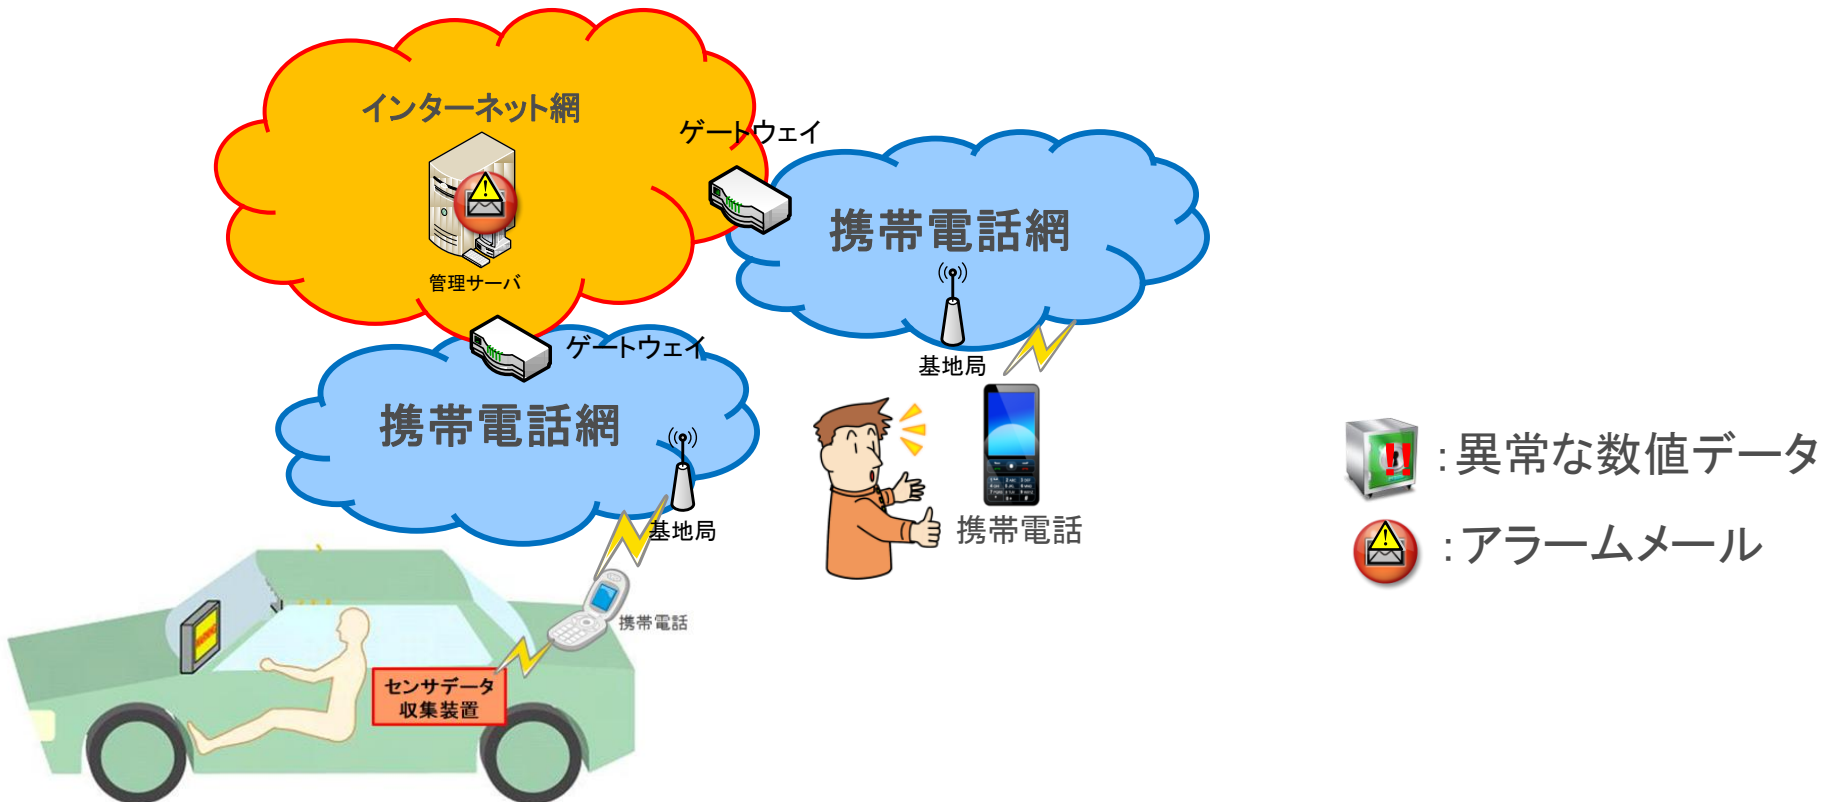 インターネット網
ゲートウェイ
携帯電話網
管理サーバ
基地局
ゲートウェイ
携帯電話網
基地局
携帯電話
携帯電話
センサデータ
収集装置
:異常な数値データ
:アラームメール